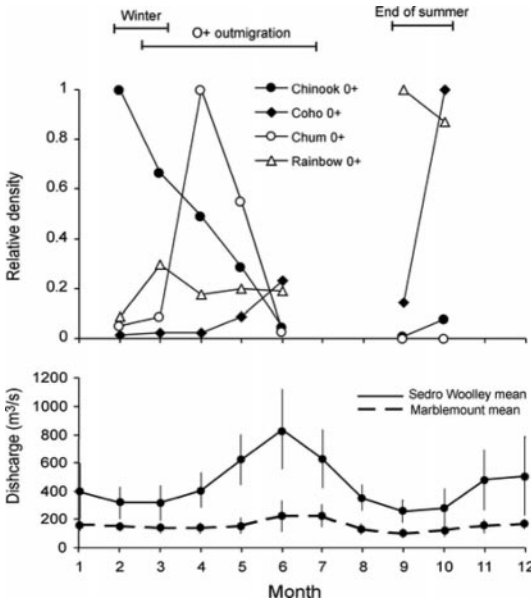 Winter
End of summer
O+ outmigration
1
Chinook 0+
Coho 0+
Chum 0+
Rainbow 0+
0.8
0.6
0.4
0.2
0
Relative density
1200
1000
800
600
400
200
0
Dishcarge (m³/s)
Sedro Woolley mean
Marblemount mean
1 2 3 4 5 6 7 8 9 10 11 12
Month